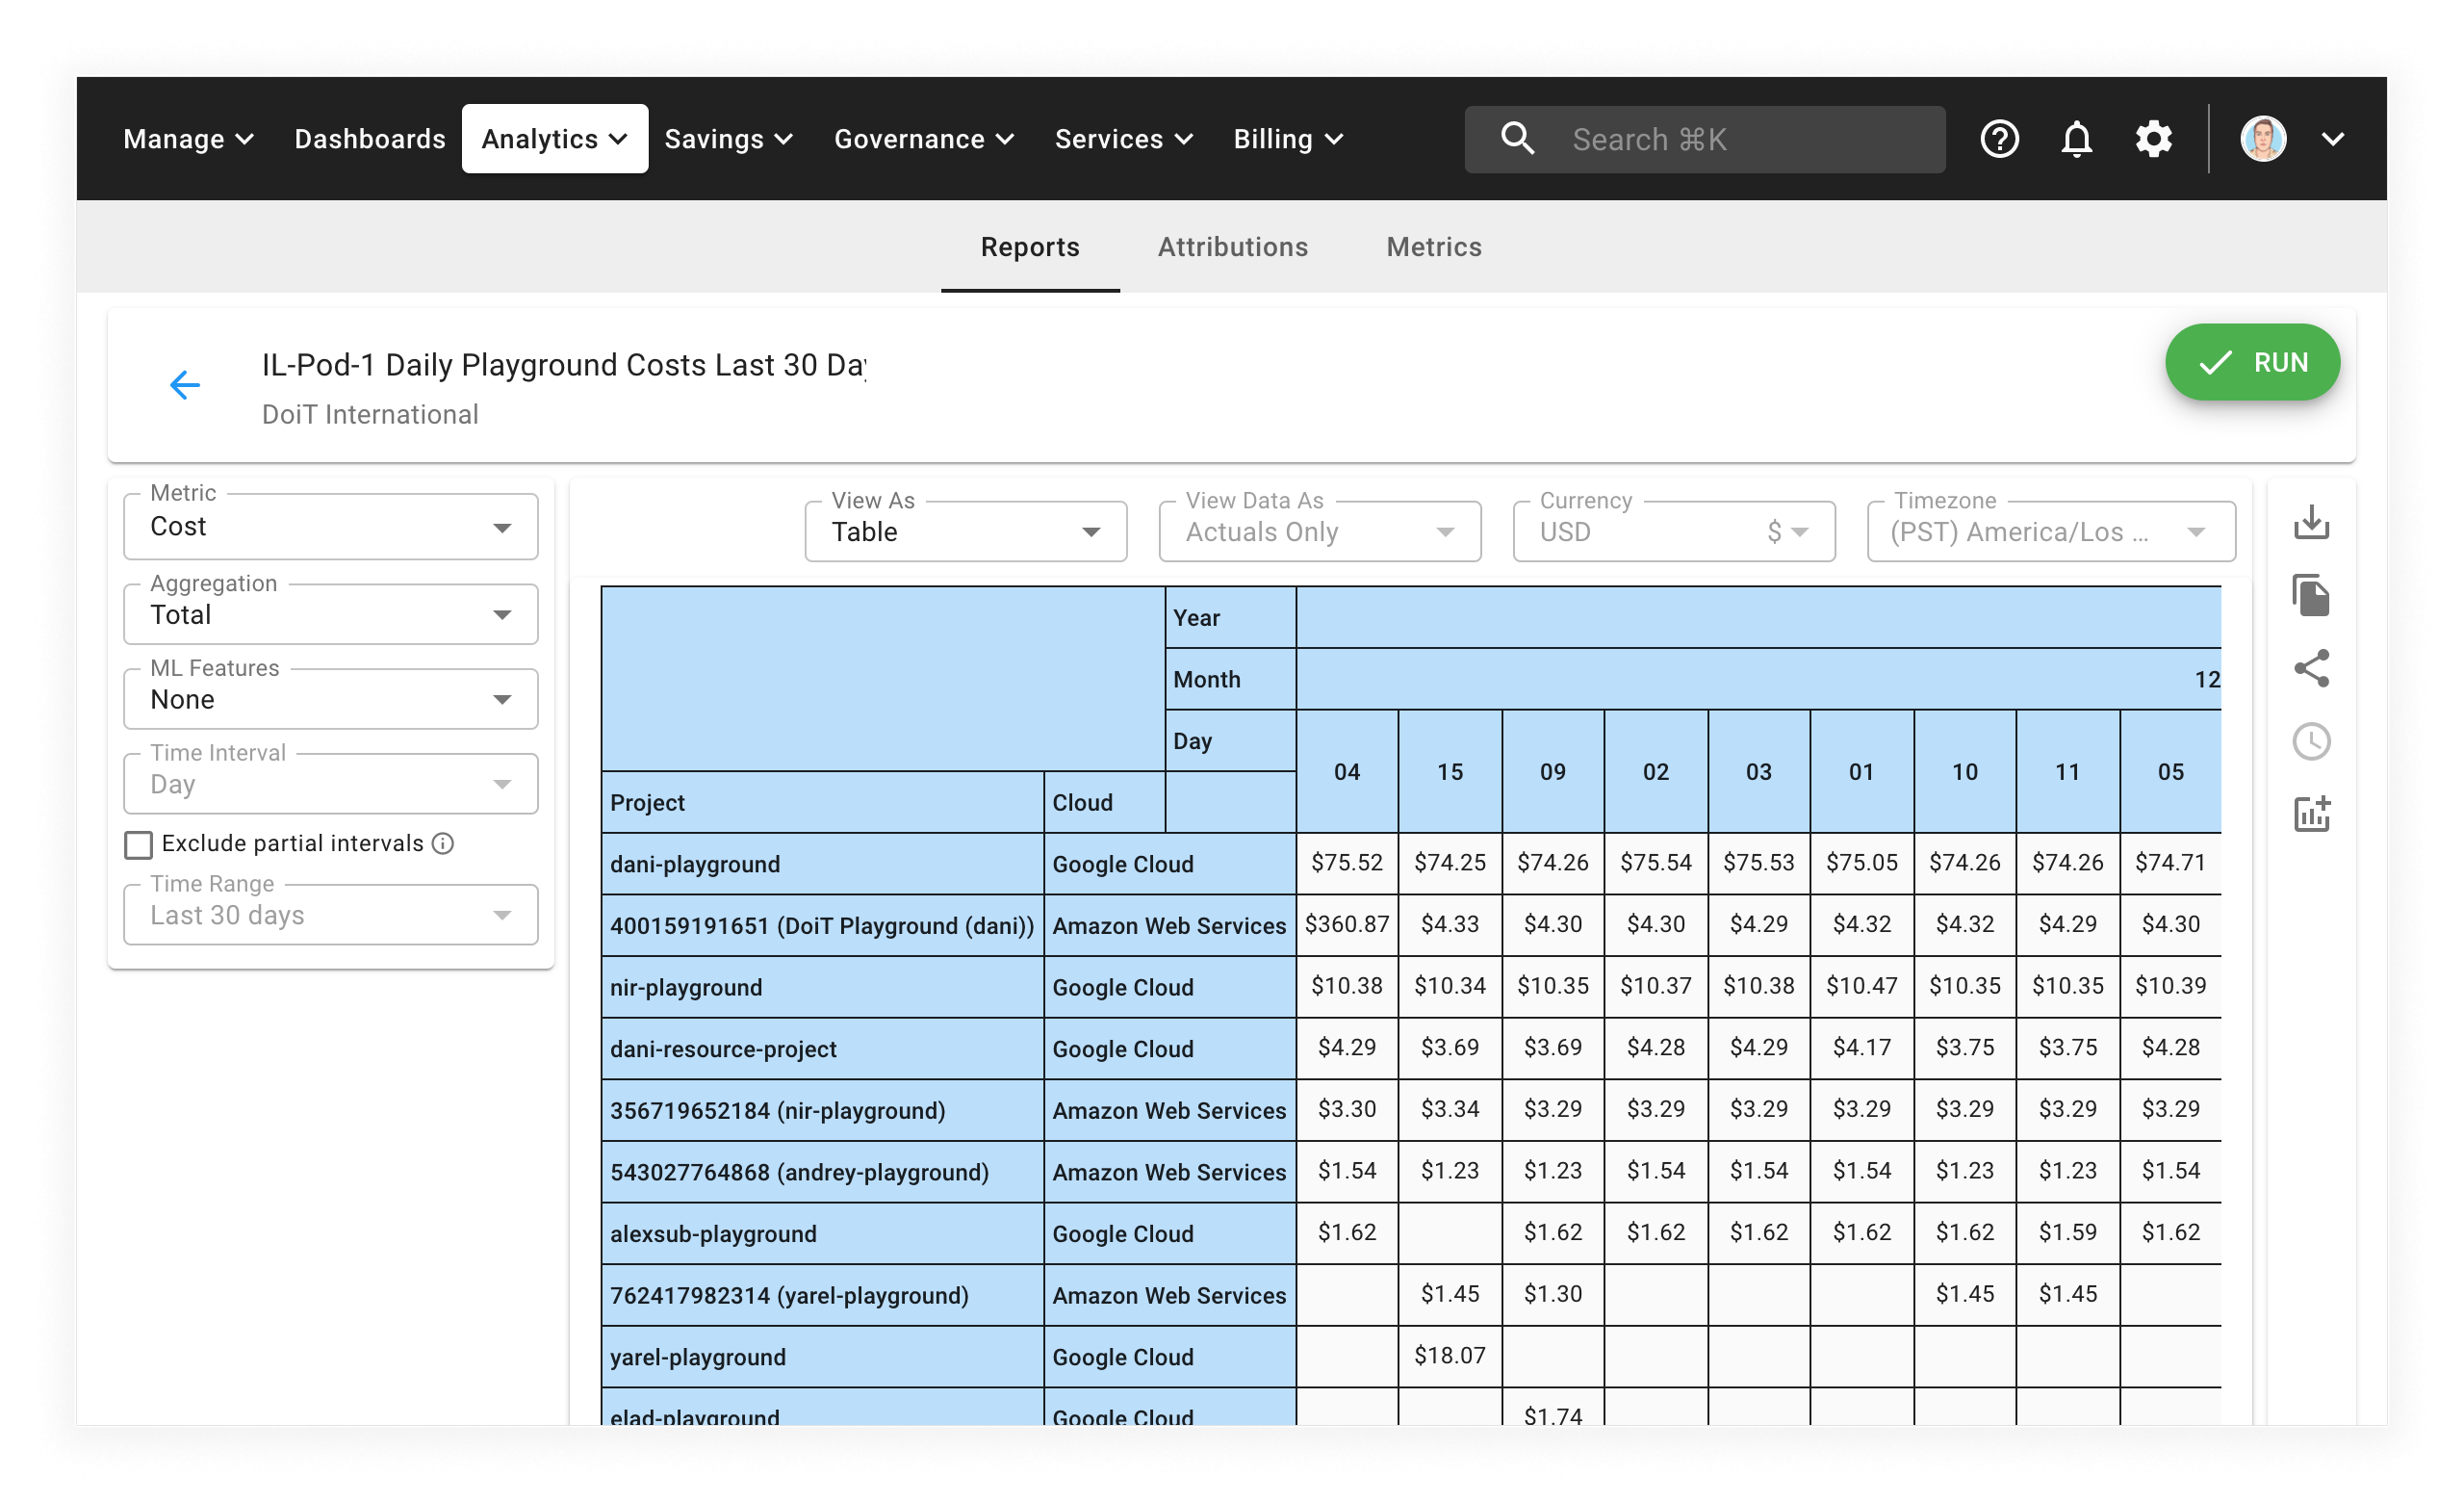 Manage Dashboards Analytics Savings Governance Services Billing Search ⌘K
Reports Attributions Metrics
IL-Pod-1 Daily Playground Costs Last 30 Day
DoiT International
RUN
Metric
Cost
Aggregation
Total
ML Features
None
Time Interval
Day
Exclude partial intervals
Time Range
Last 30 days
View As
Table
View Data As
Actuals Only
Currency
USD $
Timezone
(PST) America/Los ...
Year
Month 12
Day 04 15 09 02 03 01 10 11 05
Project Cloud
dani-playground Google Cloud $75.52 $74.25 $74.26 $75.54 $75.53 $75.05 $74.26 $74.26 $74.71
400159191651 (DoiT Playground (dani)) Amazon Web Services $360.87 $4.33 $4.30 $4.30 $4.29 $4.32 $4.32 $4.29 $4.30
nir-playground Google Cloud $10.38 $10.34 $10.35 $10.37 $10.38 $10.47 $10.35 $10.35 $10.39
dani-resource-project Google Cloud $4.29 $3.69 $3.69 $4.28 $4.29 $4.17 $3.75 $3.75 $4.28
356719652184 (nir-playground) Amazon Web Services $3.30 $3.34 $3.29 $3.29 $3.29 $3.29 $3.29 $3.29 $3.29
543027764868 (andrey-playground) Amazon Web Services $1.54 $1.23 $1.23 $1.54 $1.54 $1.54 $1.23 $1.23 $1.54
alexsub-playground Google Cloud $1.62 $1.62 $1.62 $1.62 $1.62 $1.62 $1.59 $1.62
762417982314 (yarel-playground) Amazon Web Services $1.45 $1.30 $1.45 $1.45
yarel-playground Google Cloud $18.07
elad-playground Google Cloud $1.74